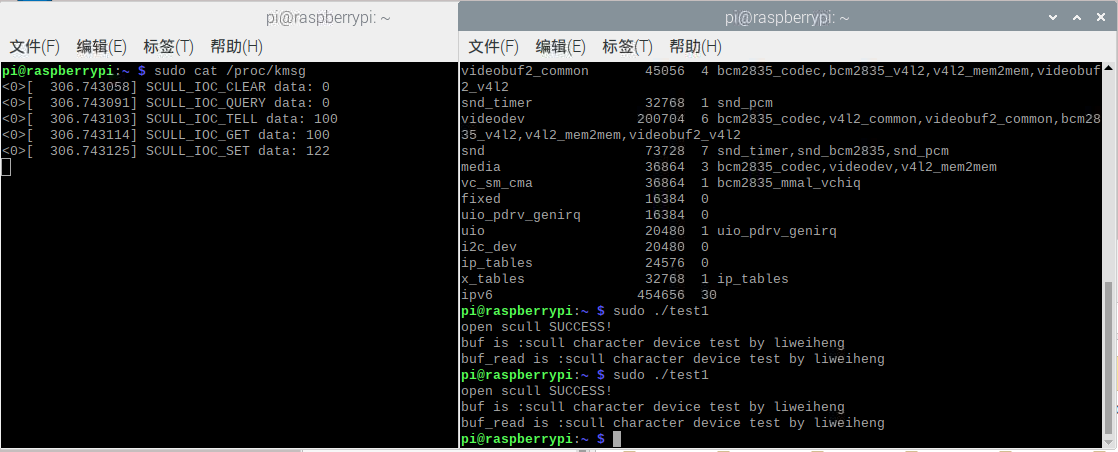 pi@raspberrypi: ~
文件(F) 编辑(E) 标签(T) 帮助(H)
pi@raspberrypi:~ $ sudo cat /proc/kmsg
<0>[  306.743058] SCULL_IOC_CLEAR data: 0
<0>[  306.743091] SCULL_IOC_QUERY data: 0
<0>[  306.743103] SCULL_IOC_TELL data: 100
<0>[  306.743114] SCULL_IOC_GET data: 100
<0>[  306.743125] SCULL_IOC_SET data: 122
pi@raspberrypi: ~
文件(F) 编辑(E) 标签(T) 帮助(H)
videobuf2_common       45056  4 bcm2835_codec,bcm2835_v4l2,v4l2_mem2mem,videobuf
2_v4l2
snd_timer              32768  1 snd_pcm
videodev              200704  6 bcm2835_codec,v4l2_common,videobuf2_common,bcm28
35_v4l2,v4l2_mem2mem,videobuf2_v4l2
snd                    73728  7 snd_timer,snd_bcm2835,snd_pcm
media                  36864  3 bcm2835_codec,videodev,v4l2_mem2mem
vc_sm_cma              36864  1 bcm2835_mmal_vchiq
fixed                  16384  0
uio_pdrv_genirq        16384  0
uio                    20480  1 uio_pdrv_genirq
i2c_dev                20480  0
ip_tables              24576  0
x_tables               32768  1 ip_tables
ipv6                  454656  30
pi@raspberrypi:~ $ sudo ./test1
open scull SUCCESS!
buf is :scull character device test by liweiheng
buf_read is :scull character device test by liweiheng
pi@raspberrypi:~ $ sudo ./test1
open scull SUCCESS!
buf is :scull character device test by liweiheng
buf_read is :scull character device test by liweiheng
pi@raspberrypi:~ $